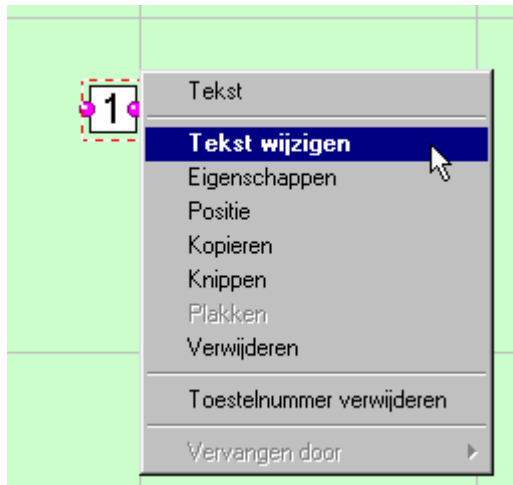 1
Tekst
Tekst wijzigen
Eigenschappen
Positie
Kopieren
Knippen
Plakken
Verwijderen
Toestelnummer verwijderen
Vervangen door